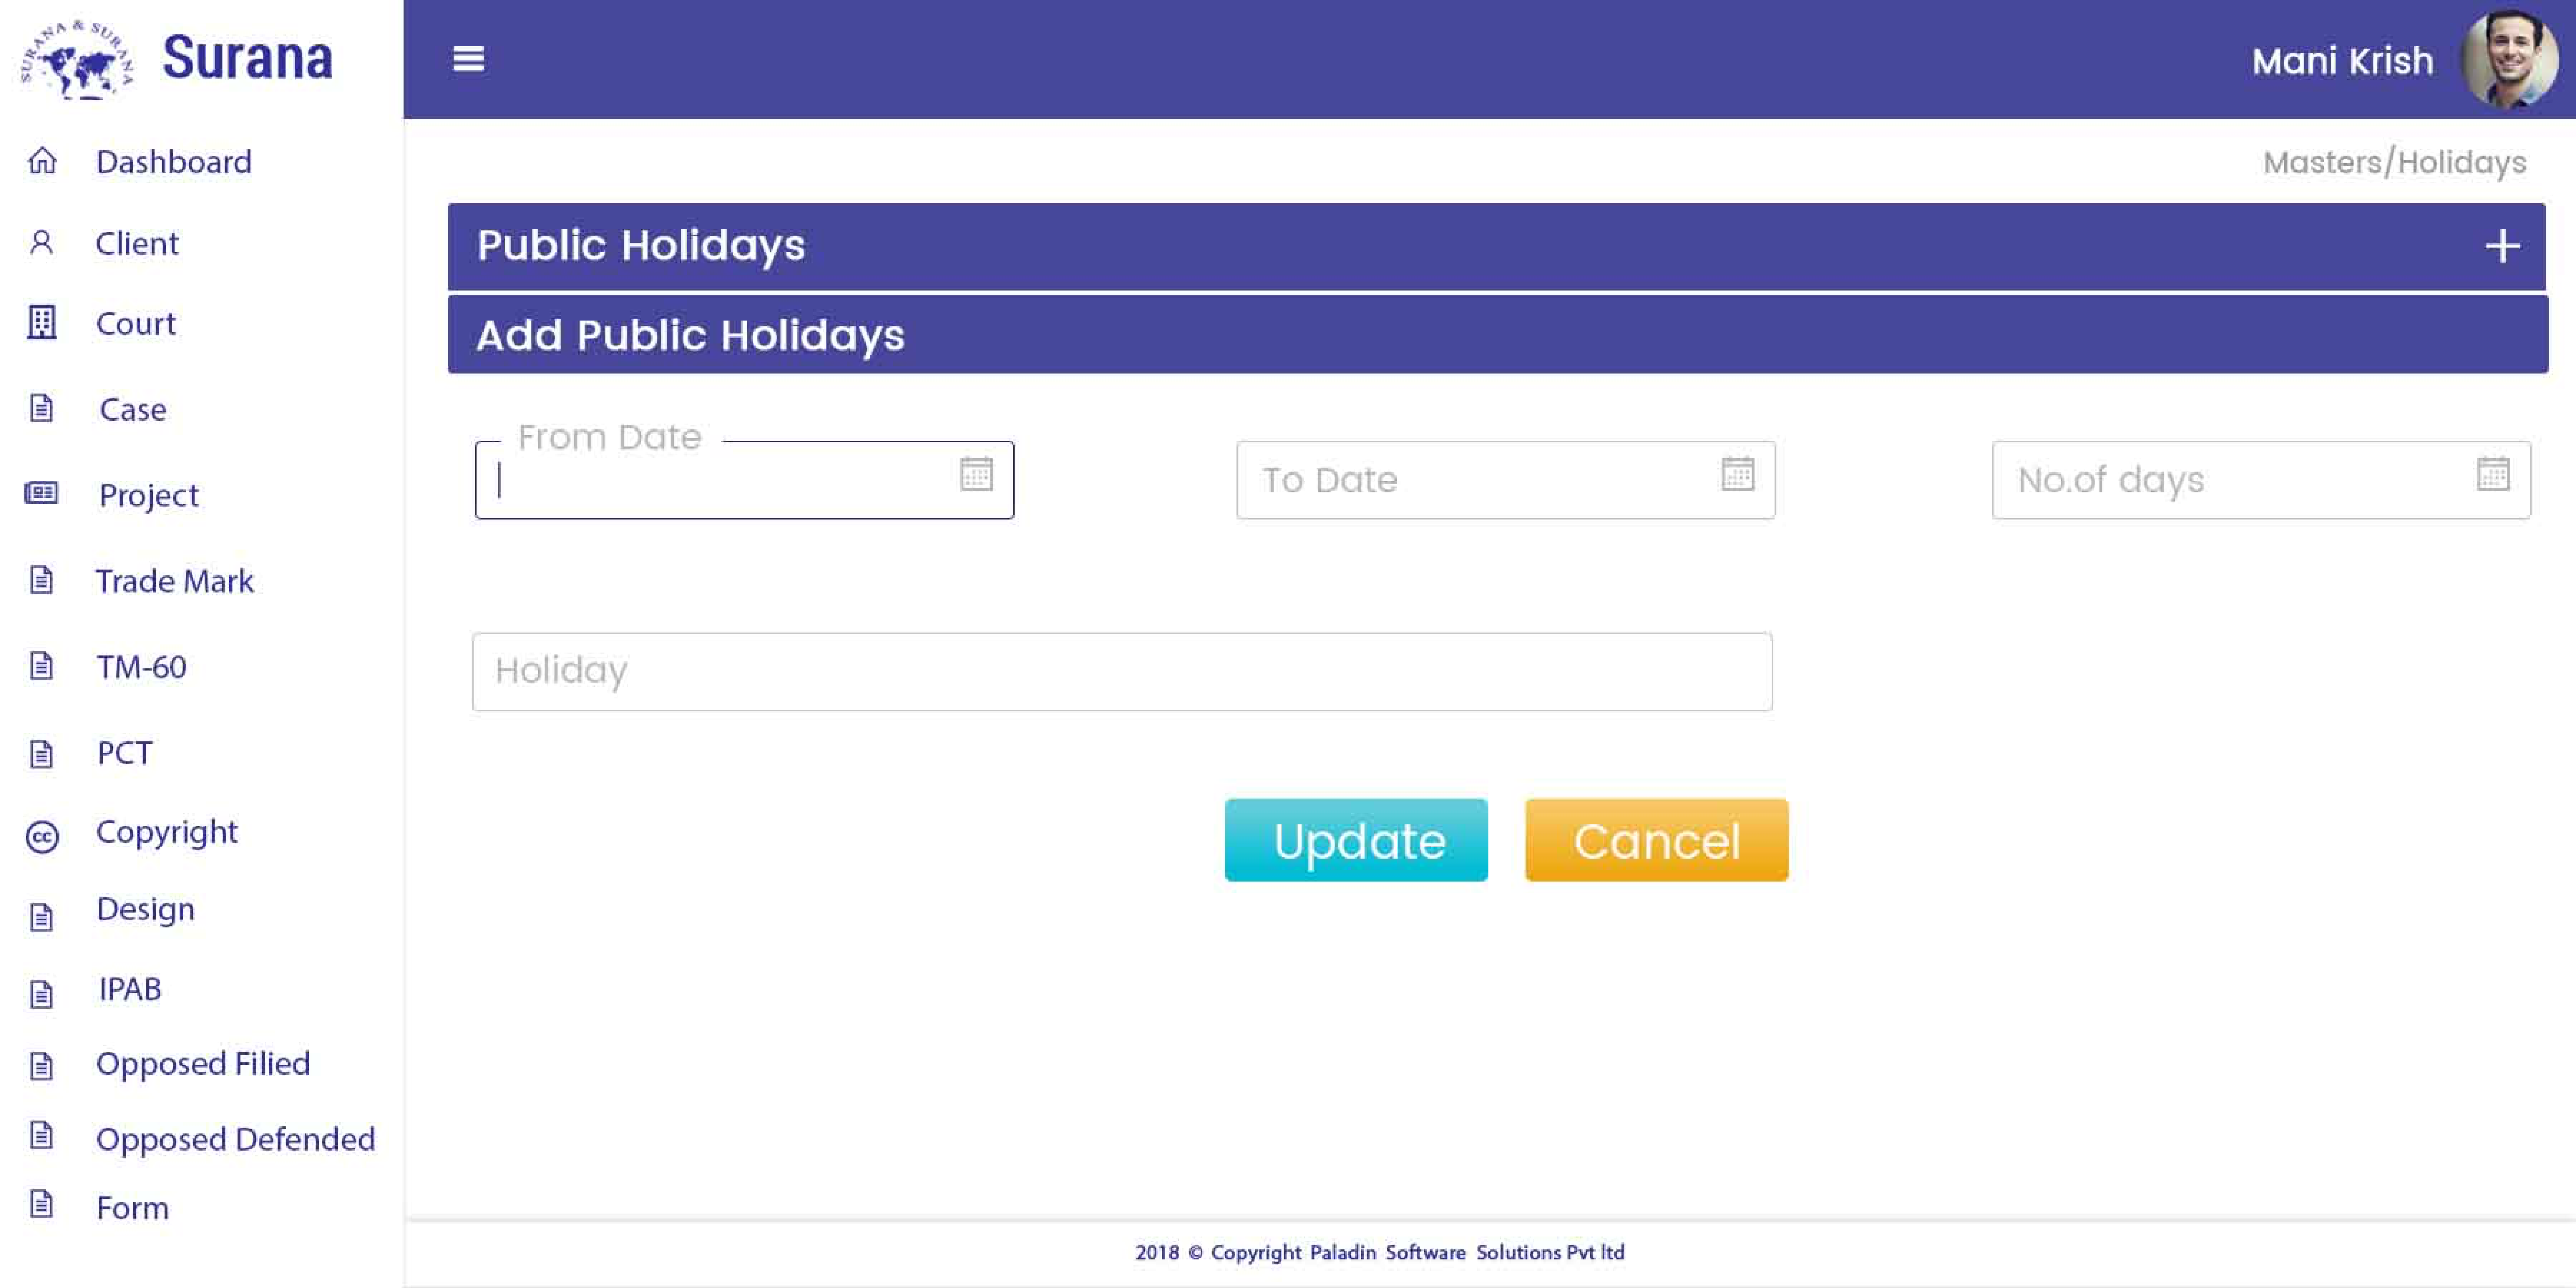 SURANA & SURANA
Surana
Mani Krish
Dashboard
Client
Court
Case
Project
Trade Mark
TM-60
PCT
Copyright
Design
IPAB
Opposed Filied
Opposed Defended
Form
Masters/Holidays
Public Holidays
Add Public Holidays
From Date
To Date
No.of days
Holiday
Update
Cancel
2018 © Copyright Paladin Software Solutions Pvt ltd